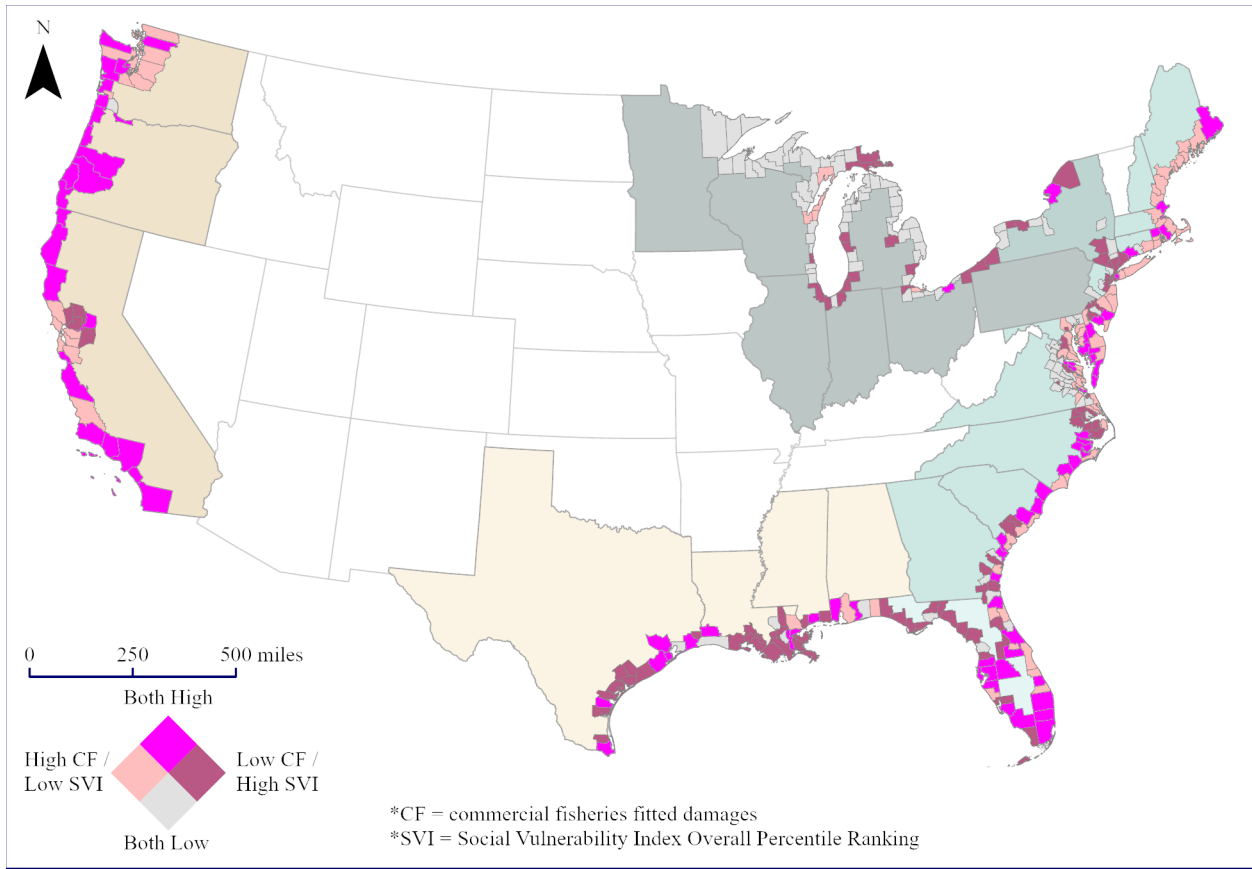 N
0 250 500 miles
Both High
High CF /
Low SVI
Low CF /
High SVI
Both Low
*CF = commercial fisheries fitted damages
*SVI = Social Vulnerability Index Overall Percentile Ranking